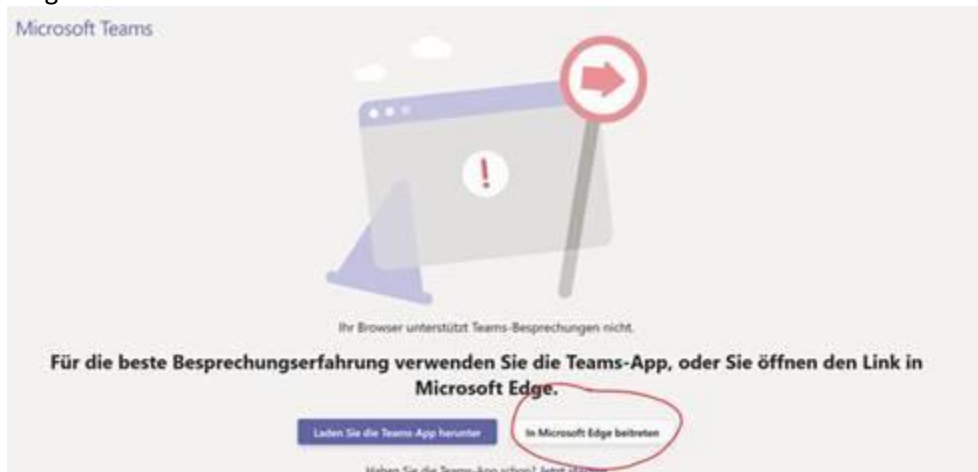 Microsoft Teams
Ihr Browser unterstützt Teams-Besprechungen nicht.
Für die beste Besprechungserfahrung verwenden Sie die Teams-App, oder Sie öffnen den Link in
Microsoft Edge.
Laden Sie die Teams-App herunter
In Microsoft Edge beitreten
Haben Sie die Teams-App schon? Jetzt